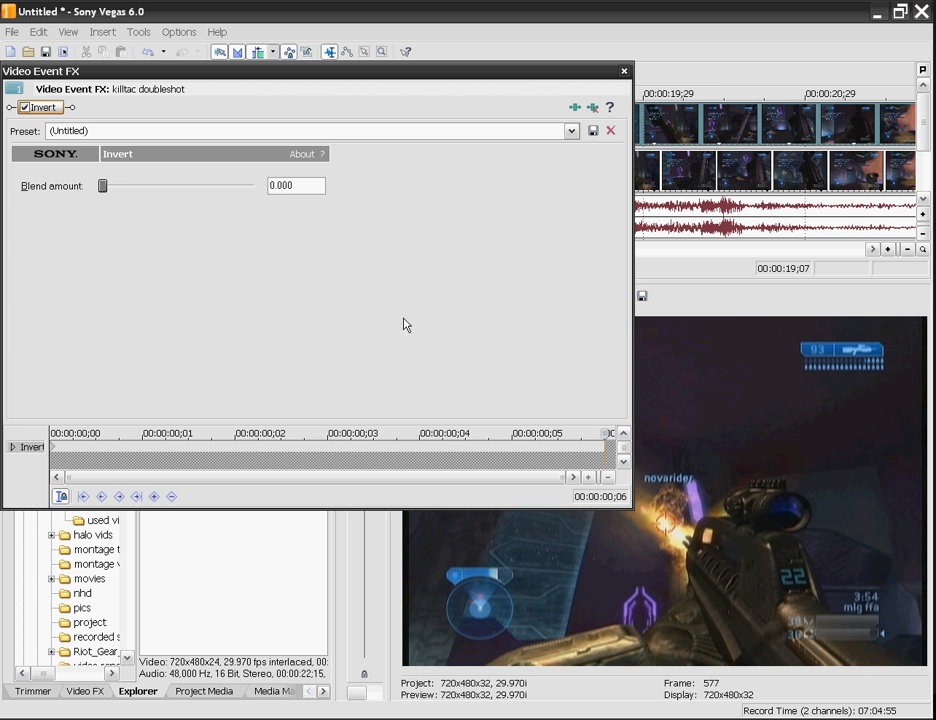 Untitled * - Sony Vegas 6.0
File Edit View Insert Tools Options Help
Video Event FX
1 Video Event FX: killtac doubleshot
Invert
Preset: (Untitled)
SONY. Invert About ?
Blend amount 0.000
00:00:19;29 00:00:20;29
00:00:19;07
00:00:00;00 00:00:00;01 00:00:00;02 00:00:00;03 00:00:00;04 00:00:00;05
Invert
00:00:00;06
93
novarider
22
3:54
mlg ffa
used vi
halo vids
montage t
montage v
movies
nhd
pics
project
recorded s
Riot_Gear
Video: 720x480x24, 29.970 fps interlaced, 00:
Audio: 48,000 Hz, 16 Bit, Stereo, 00:00:22;15,
Trimmer Video FX Explorer Project Media Media Ma
Project: 720x480x32, 29.970i Frame: 577
Preview: 720x480x32, 29.970i Display: 720x480x32
Record Time (2 channels): 07:04:55